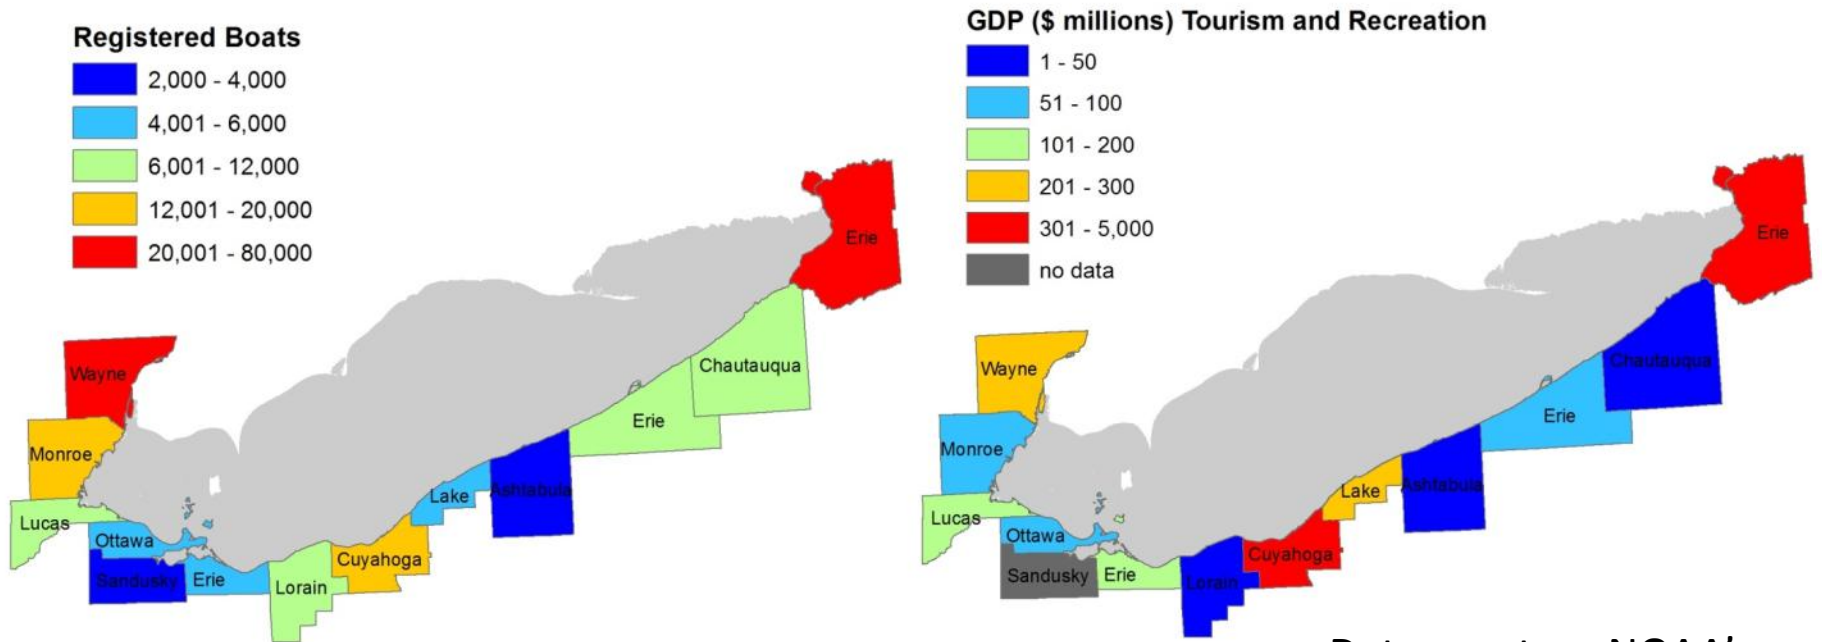 Registered Boats
2,000 - 4,000
4,001 - 6,000
6,001 - 12,000
12,001 - 20,000
20,001 - 80,000
Erie
Chautauqua
Erie
Wayne
Monroe
Lucas
Ottawa
Sandusky
Erie
Lorain
Cuyahoga
Lake
Ashtabula
GDP ($ millions) Tourism and Recreation
1 - 50
51 - 100
101 - 200
201 - 300
301 - 5,000
no data
Erie
Chautauqua
Erie
Wayne
Monroe
Lucas
Ottawa
Sandusky
Erie
Lorain
Cuyahoga
Lake
Ashtabula